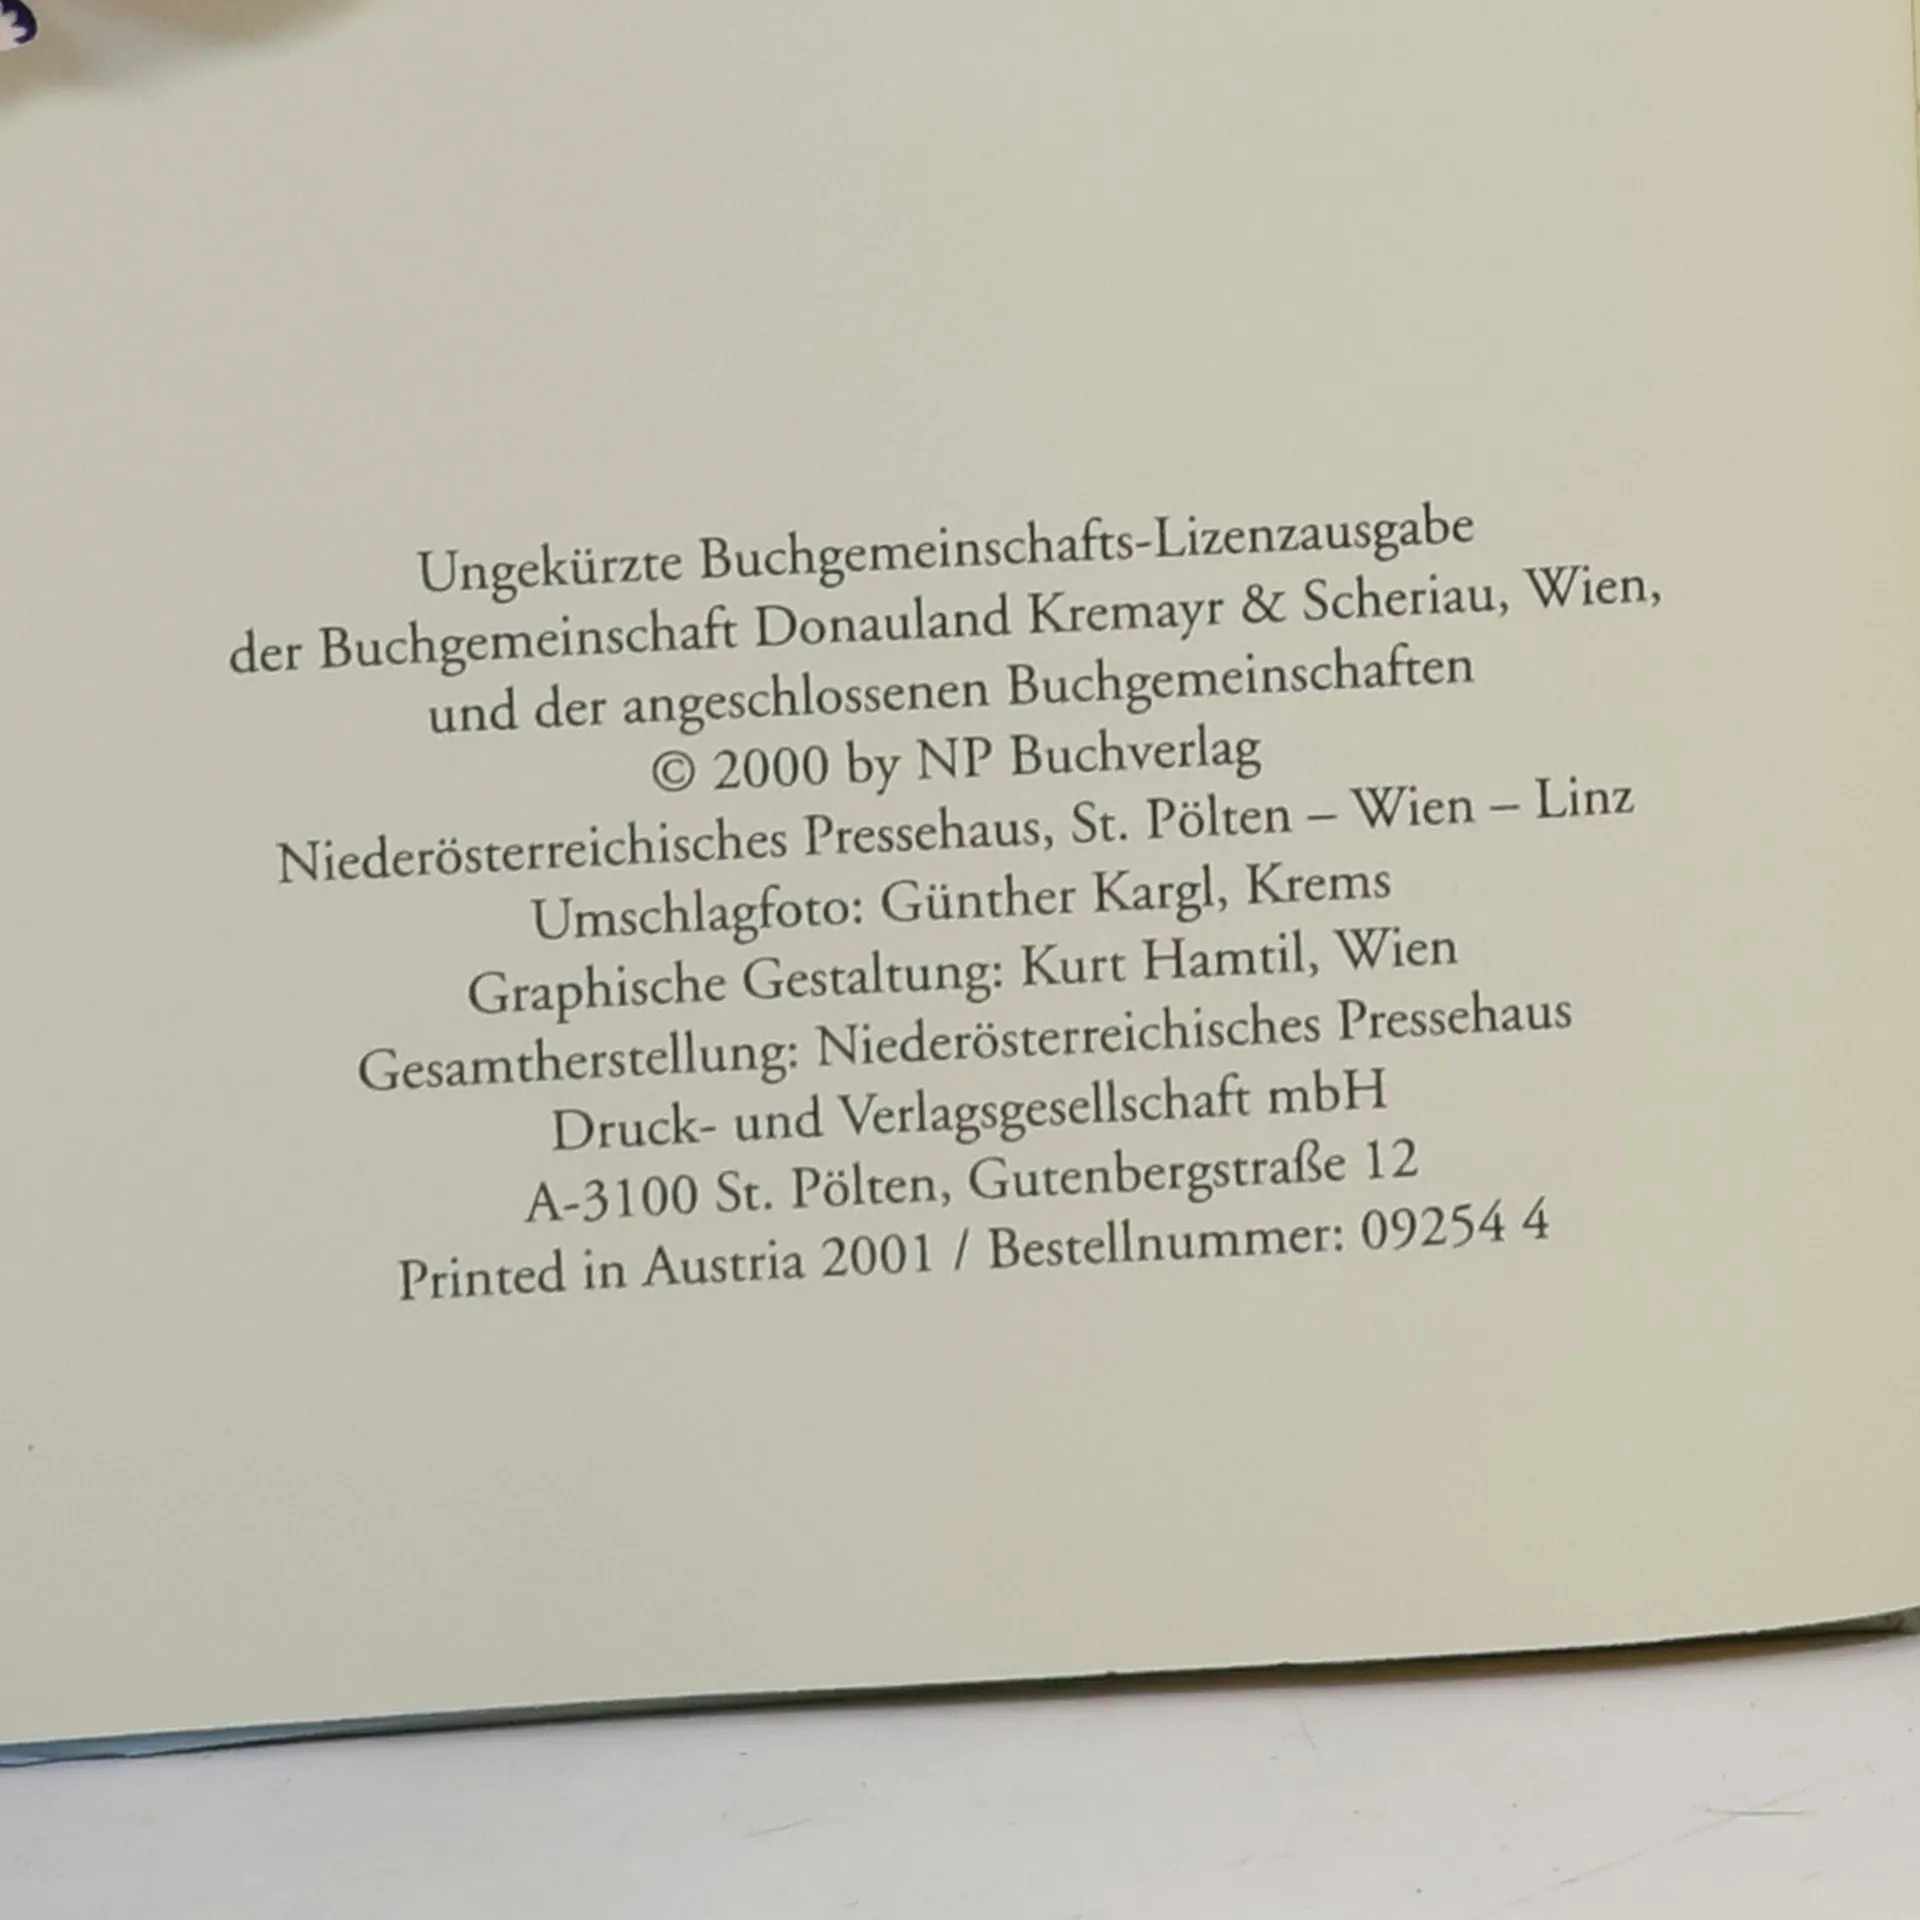 Ungekürzte Buchgemeinschafts-Lizenzausgabe
der Buchgemeinschaft Donauland Kremayr & Scheriau, Wien,
und der angeschlossenen Buchgemeinschaften
© 2000 by NP Buchverlag
Niederösterreichisches Pressehaus, St. Pölten – Wien – Linz
Umschlagfoto: Günther Kargl, Krems
Graphische Gestaltung: Kurt Hamtil, Wien
Gesamtherstellung: Niederösterreichisches Pressehaus
Druck- und Verlagsgesellschaft mbH
A-3100 St. Pölten, Gutenbergstraße 12
Printed in Austria 2001 / Bestellnummer: 09254 4